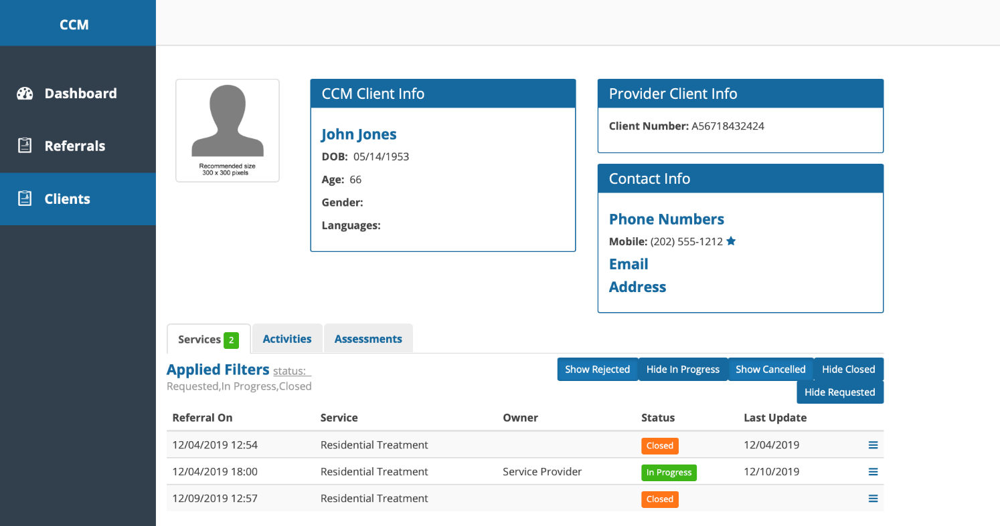 CCM
Dashboard
Referrals
Clients
Recommended size
300 x 300 pixels
CCM Client Info
John Jones
DOB: 05/14/1953
Age: 66
Gender:
Languages:
Provider Client Info
Client Number: A56718432424
Contact Info
Phone Numbers
Mobile: (202) 555-1212
Email
Address
Services 2 Activities Assessments
Applied Filters status:
Requested,In Progress,Closed
Show Rejected Hide In Progress Show Cancelled Hide Closed
Hide Requested
Referral On Service Owner Status Last Update
12/04/2019 12:54 Residential Treatment Closed 12/04/2019
12/04/2019 18:00 Residential Treatment Service Provider In Progress 12/10/2019
12/09/2019 12:57 Residential Treatment Closed